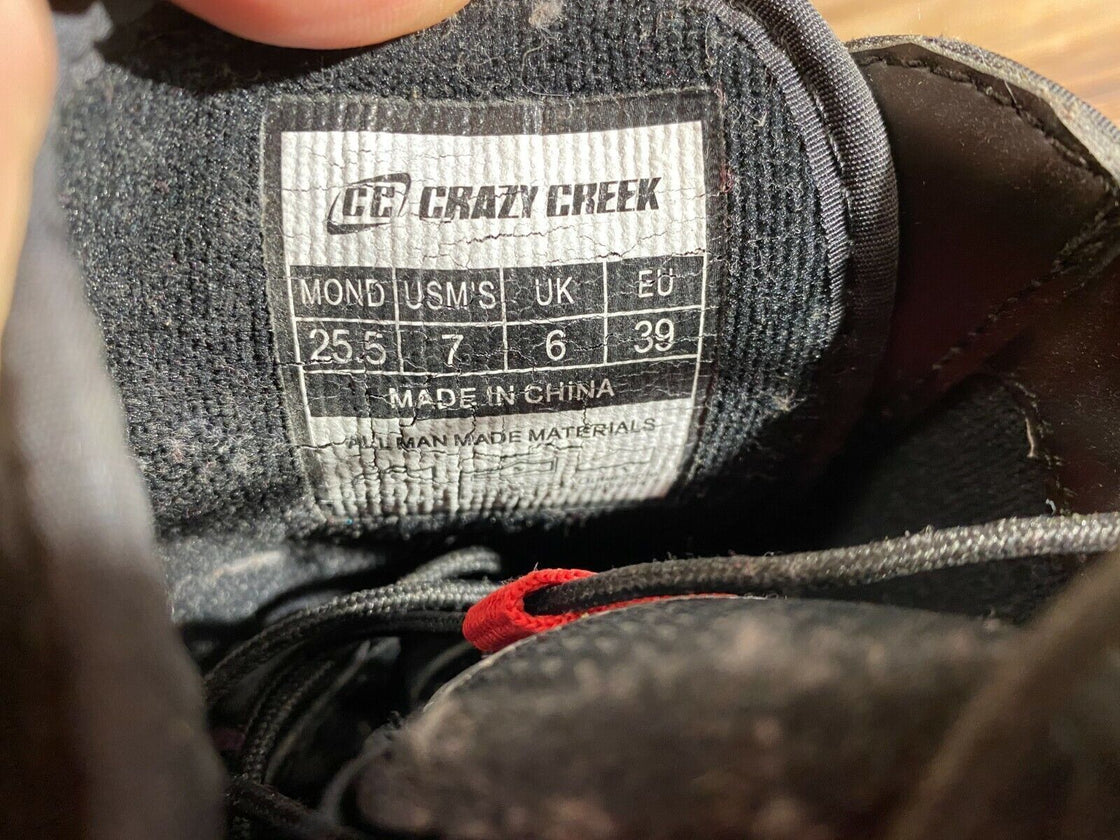 CC CRAZY CREEK
MOND USM'S UK EU
25.5 7 6 39
MADE IN CHINA
ALL MAN MADE MATERIALS